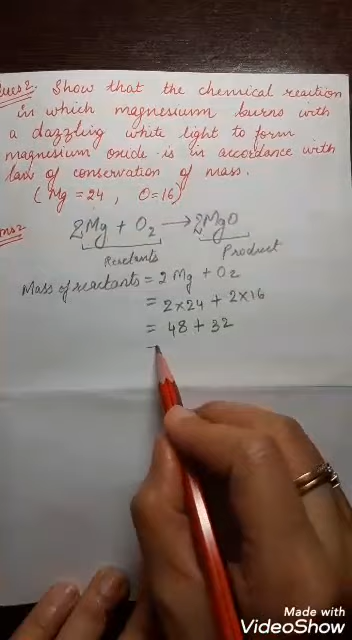 Ques2. Show that the chemical reaction
in which magnesium burns with
a dazzling white light to form
magnesium oxide is in accordance with
law of conservation of mass.
(Mg = 24 , O=16)
Ans2 2Mg + O2 → 2MgO
Reactants Product
Mass of reactants = 2 Mg + O2
= 2×24 + 2×16
= 48 + 32
=
Made with
VideoShow